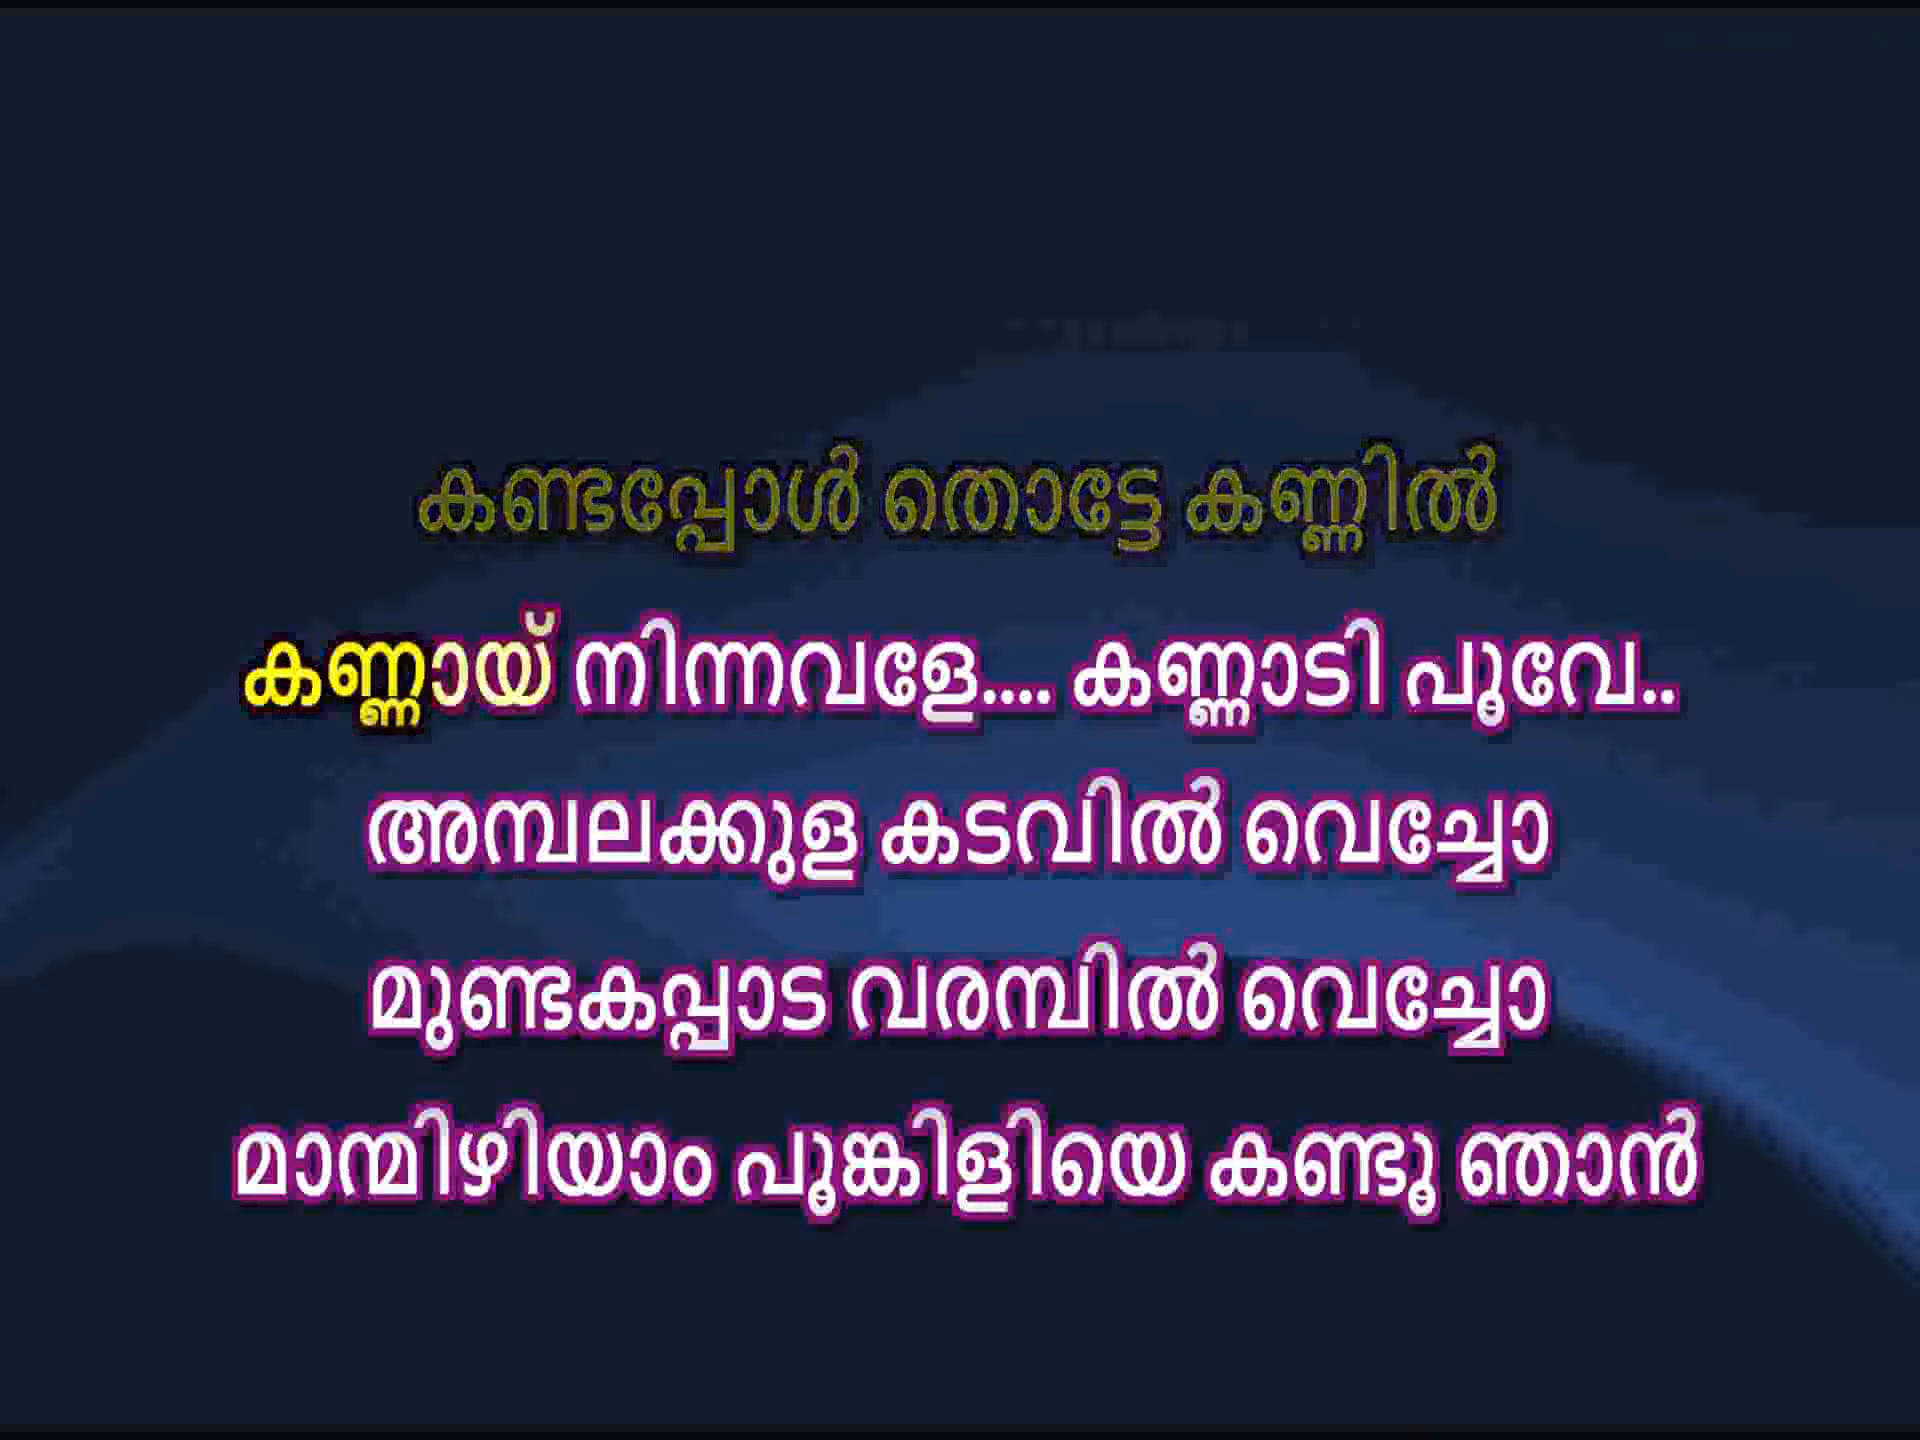 കണ്ടപ്പോൾ തൊട്ടേ കണ്ണിൽ
കണ്ണായ് നിന്നവളേ.... കണ്ണാടി പൂവേ..
അമ്പലക്കുള കടവിൽ വെച്ചോ
മുണ്ടകപ്പാട വരമ്പിൽ വെച്ചോ
മാന്മിഴിയാം പൂങ്കിളിയെ കണ്ടൂ ഞാൻ